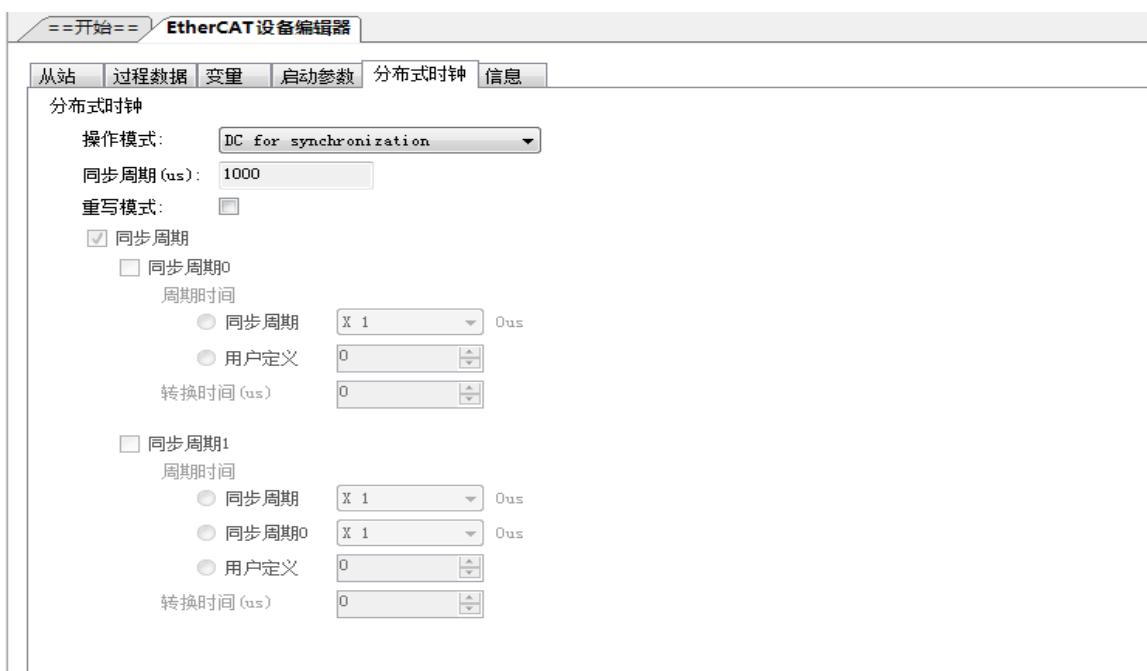 ==开始== EtherCAT设备编辑器
从站 过程数据 变量 启动参数 分布式时钟 信息
分布式时钟
操作模式: DC for synchronization
同步周期(us): 1000
重写模式:
同步周期
同步周期0
周期时间
同步周期 X 1 0us
用户定义 0
转换时间(us) 0
同步周期1
周期时间
同步周期 X 1 0us
同步周期0 X 1 0us
用户定义 0
转换时间(us) 0